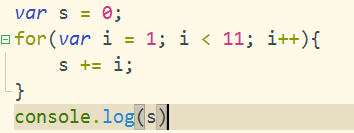 var s = 0;
for(var i = 1; i < 11; i++){
    s += i;
}
console.log(s)